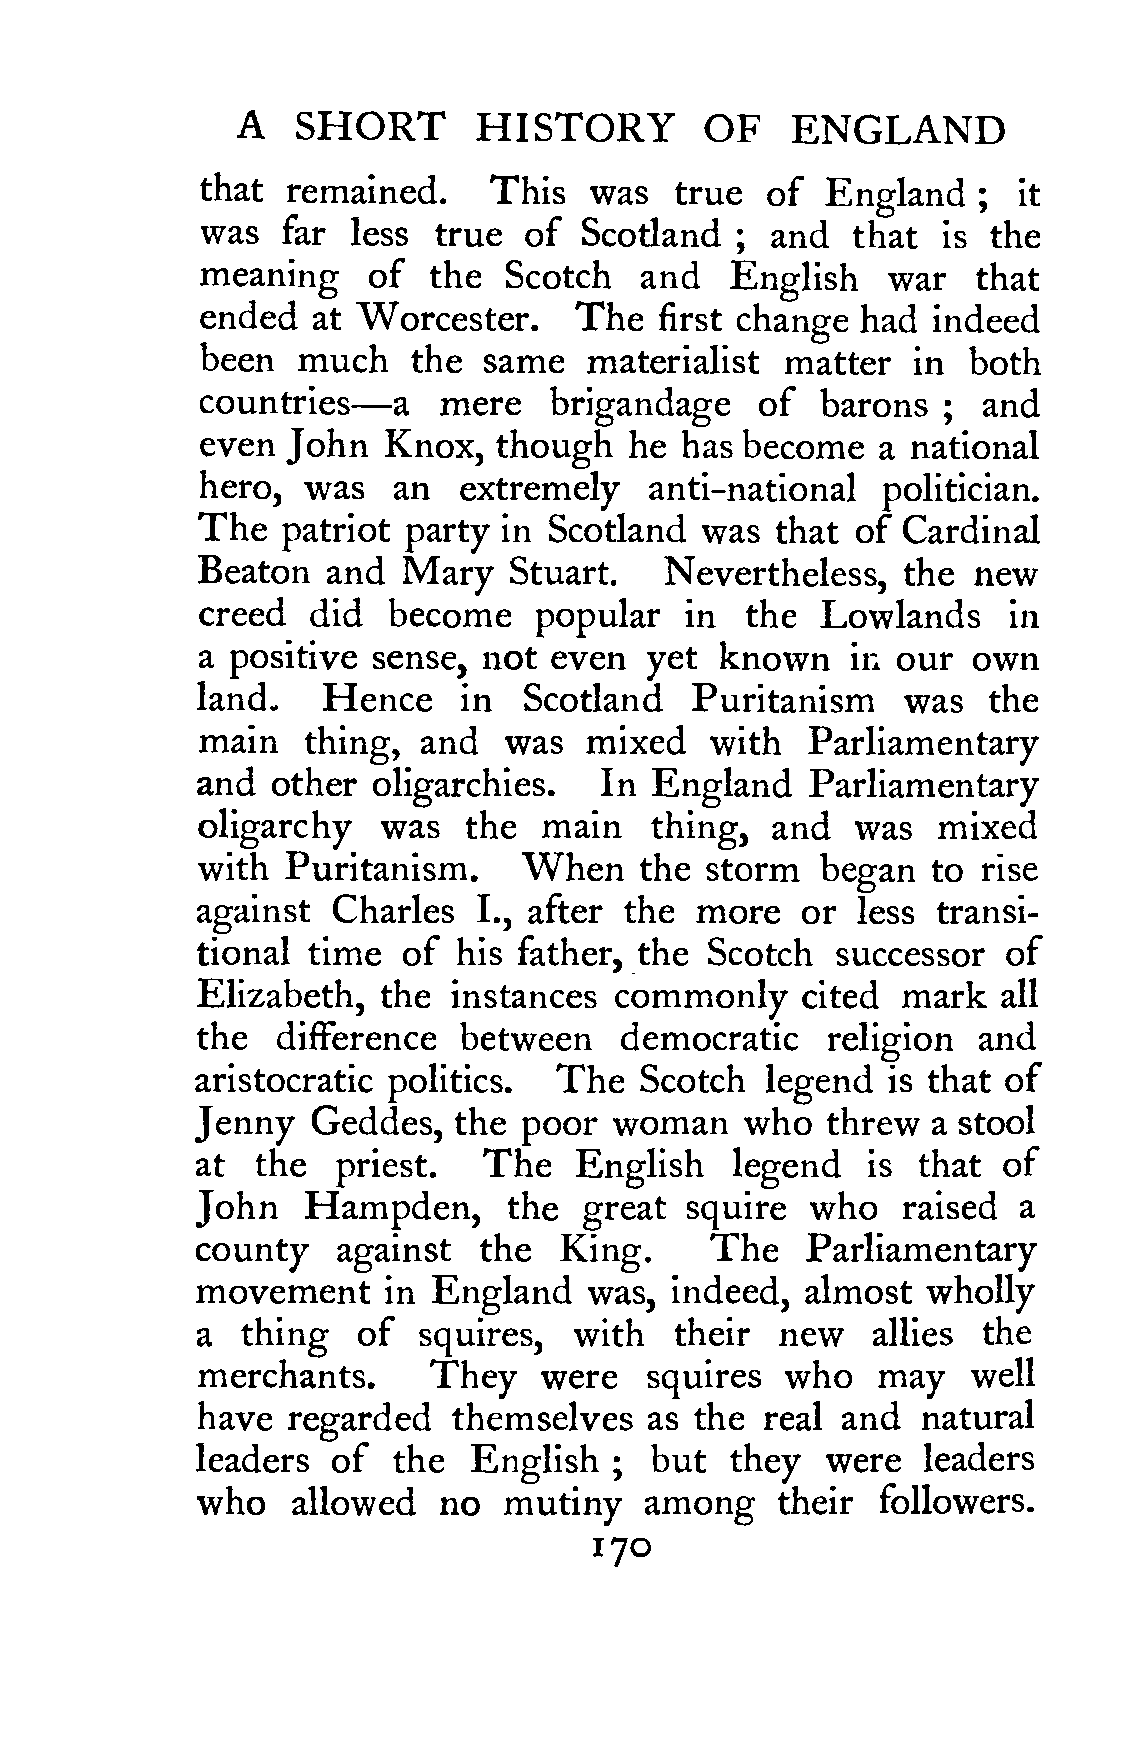 A SHORT HISTORY OF ENGLAND
that remained. This was true of England ; it
was far less true of Scotland ; and that is the
meaning of the Scotch and English war that
ended at Worcester. The first change had indeed
been much the same materialist matter in both
countries—a mere brigandage of barons ; and
even John Knox, though he has become a national
hero, was an extremely anti-national politician.
The patriot party in Scotland was that of Cardinal
Beaton and Mary Stuart. Nevertheless, the new
creed did become popular in the Lowlands in
a positive sense, not even yet known in our own
land. Hence in Scotland Puritanism was the
main thing, and was mixed with Parliamentary
and other oligarchies. In England Parliamentary
oligarchy was the main thing, and was mixed
with Puritanism. When the storm began to rise
against Charles I., after the more or less transi-
tional time of his father, the Scotch successor of
Elizabeth, the instances commonly cited mark all
the difference between democratic religion and
aristocratic politics. The Scotch legend is that of
Jenny Geddes, the poor woman who threw a stool
at the priest. The English legend is that of
John Hampden, the great squire who raised a
county against the King. The Parliamentary
movement in England was, indeed, almost wholly
a thing of squires, with their new allies the
merchants. They were squires who may well
have regarded themselves as the real and natural
leaders of the English ; but they were leaders
who allowed no mutiny among their followers.
170